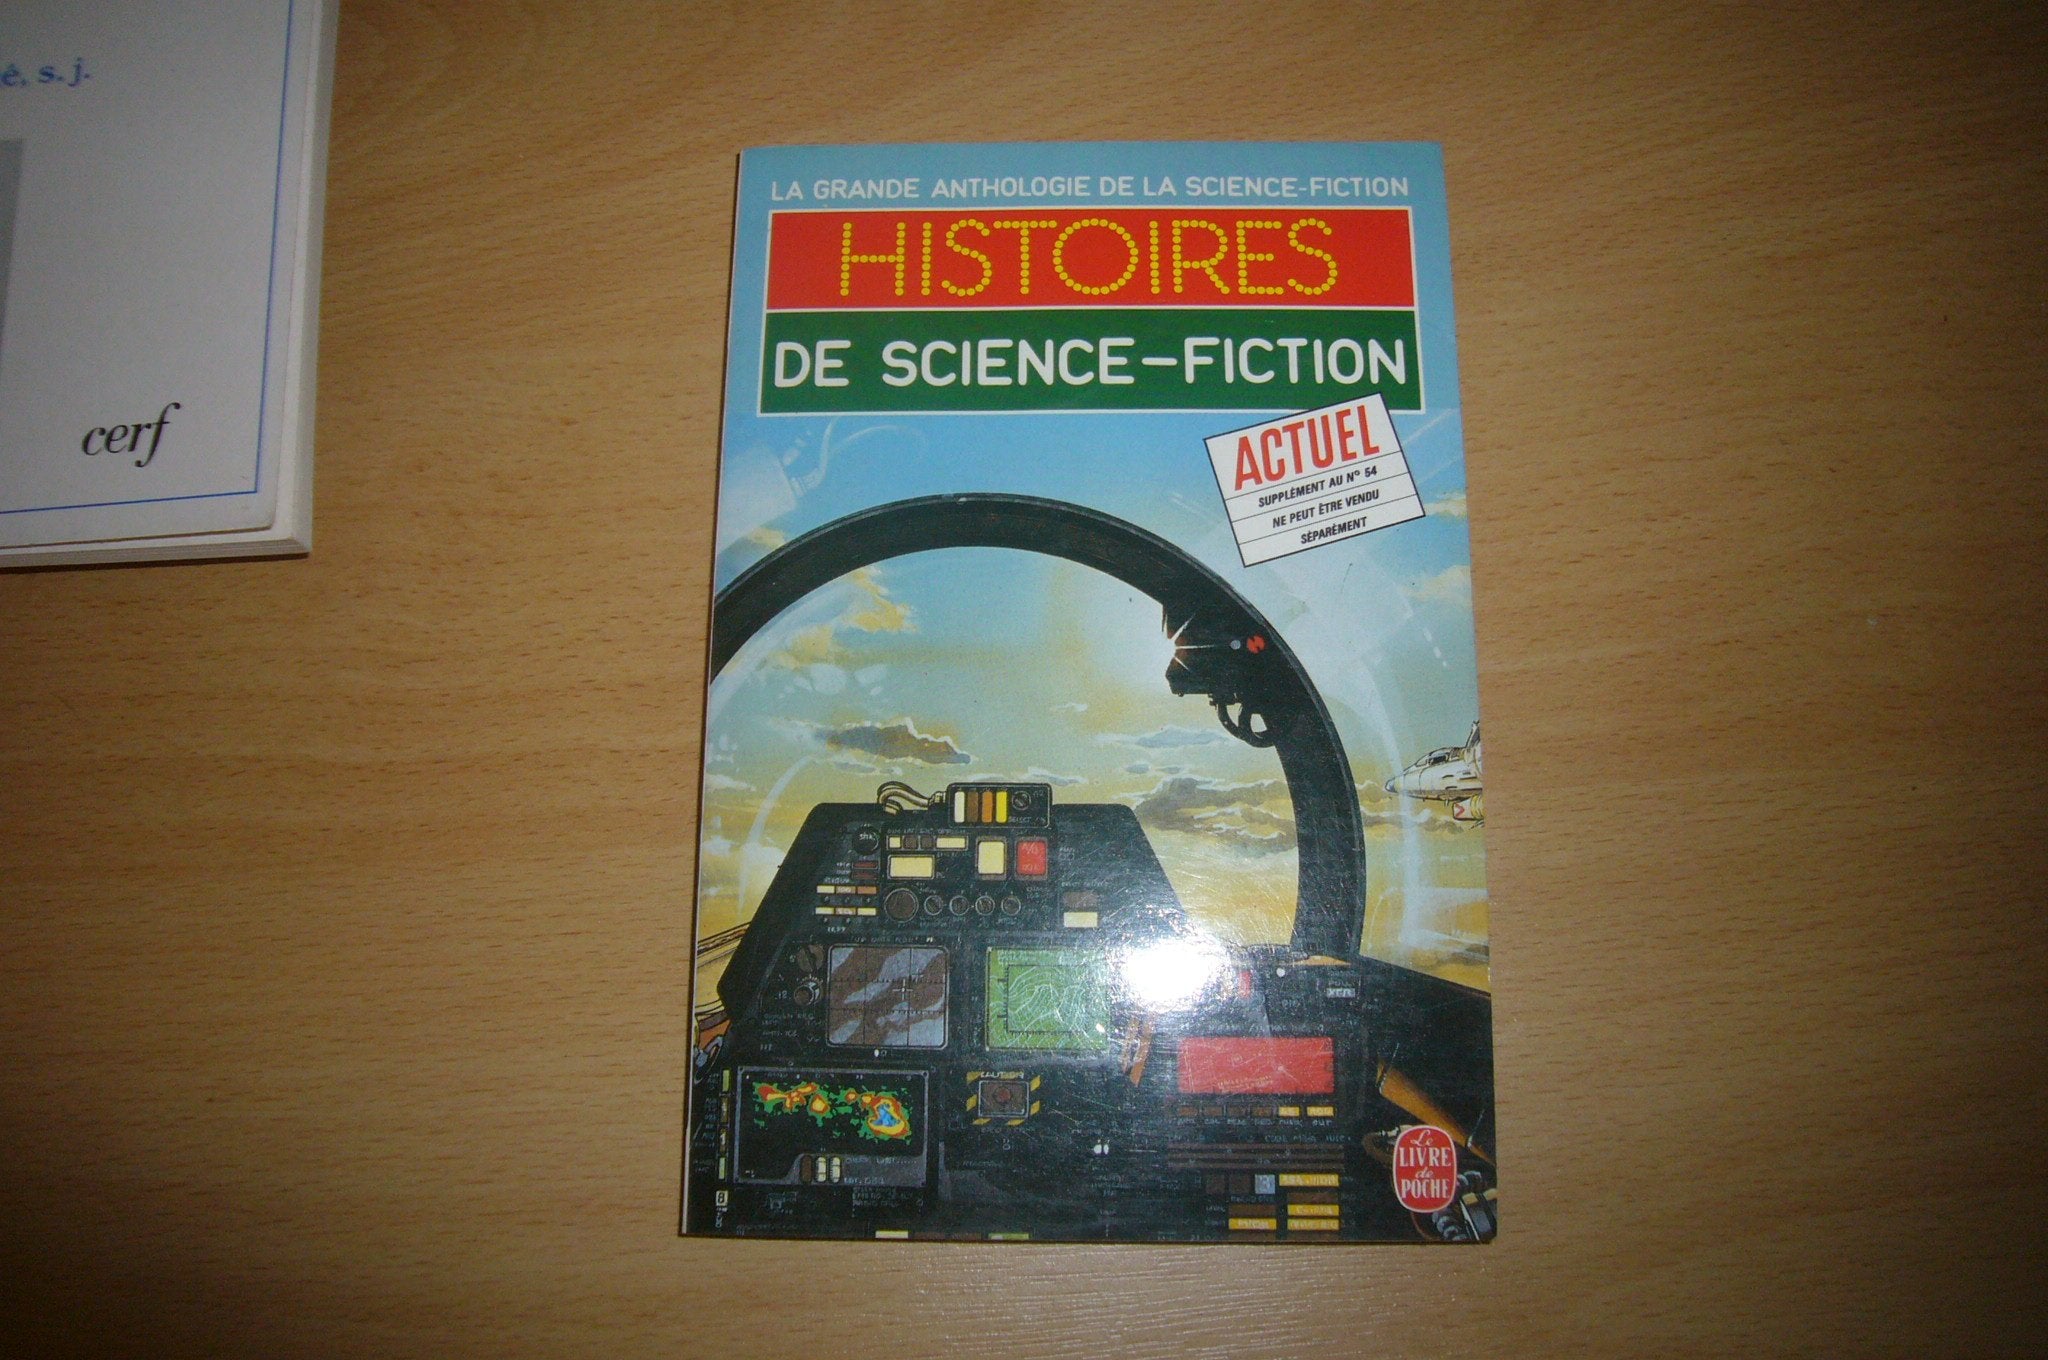 é, s.j.
cerf
LA GRANDE ANTHOLOGIE DE LA SCIENCE-FICTION
HISTOIRES
DE SCIENCE-FICTION
ACTUEL
SUPPLÉMENT AU N° 54
NE PEUT ÊTRE VENDU
SÉPARÉMENT
Le
LIVRE
de
POCHE